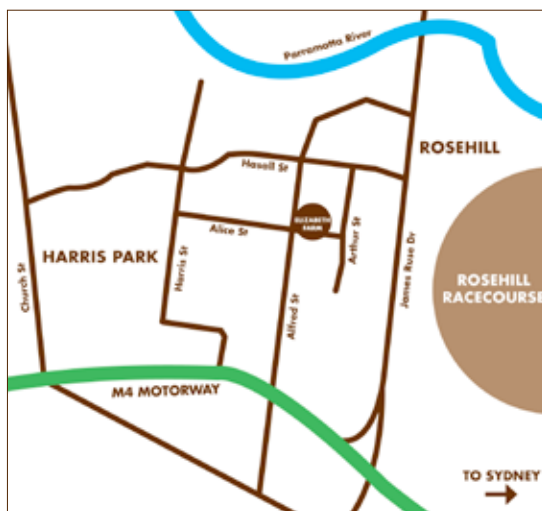 Parramatta River
ROSEHILL
Hasall St
ELIZABETH
FARM
Alice St
Arthur St
HARRIS PARK
Harris St
Church St
James Ruse Dr
ROSEHILL
RACECOURSE
Alfred St
M4 MOTORWAY
TO SYDNEY